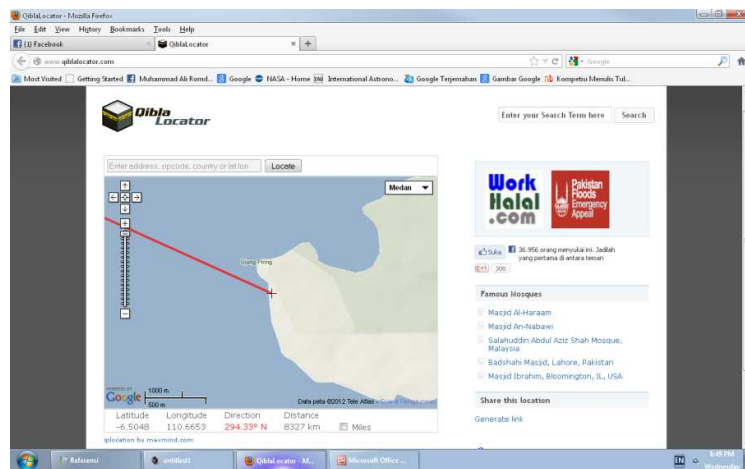 QiblaLocator - Mozilla Firefox
File Edit View History Bookmarks Tools Help
(1) Facebook
QiblaLocator
www.qiblalocator.com
Google
Most Visited Getting Started Muhammad Ali Romd... Google NASA - Home International Astrono... Google Terjemahan Gambar Google Kompetisi Menulis Tul...
Qibla
Locator
Enter your Search Term here Search
Enter address, zipcode, country or lat,lon Locate
Medan
Ujung Piring
Work
Halal
.com
Pakistan
Floods
Emergency
Appeal
Suka 36.956 orang menyukai ini. Jadilah
yang pertama di antara teman
+1 300
Famous Mosques
Masjid Al-Haraam
Masjid An-Nabawi
Salahuddin Abdul Aziz Shah Mosque,
Malaysia
Badshahi Masjid, Lahore, Pakistan
Masjid Ibrahim, Bloomington, IL, USA
POWERED BY
Google
1000 m
500 m
Data peta ©2012 Tele Atlas -
Share this location
Latitude Longitude Direction Distance
-6.5048 110.6653 294.33° N 8327 km Miles
Generate link
iplocation by maxmind.com
Referensi
untitled1
QiblaLocator - M...
Microsoft Office ...
IN
6:49 PM
Wednesday